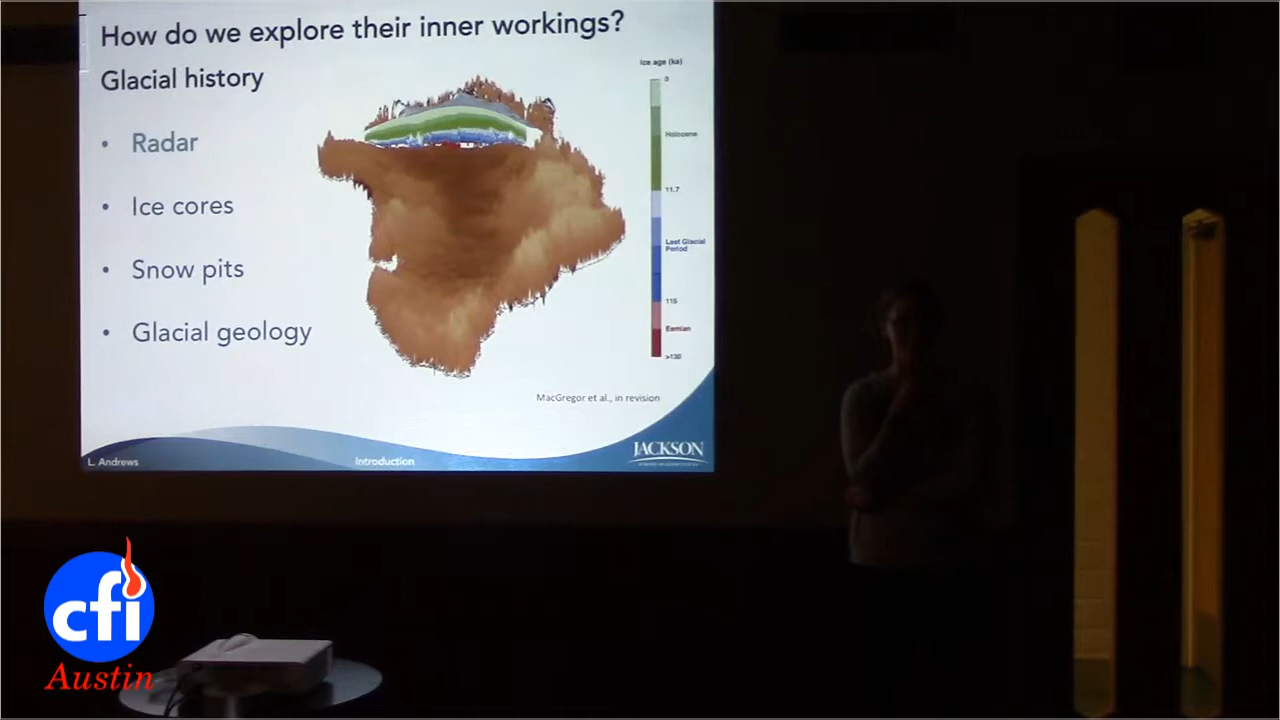 How do we explore their inner workings?
Glacial history
• Radar
• Ice cores
• Snow pits
• Glacial geology
Ice age (ka)
0
Holocene
11.7
Last Glacial
Period
115
Eemian
>130
MacGregor et al., in revision
L. Andrews
Introduction
JACKSON
cfi
Austin